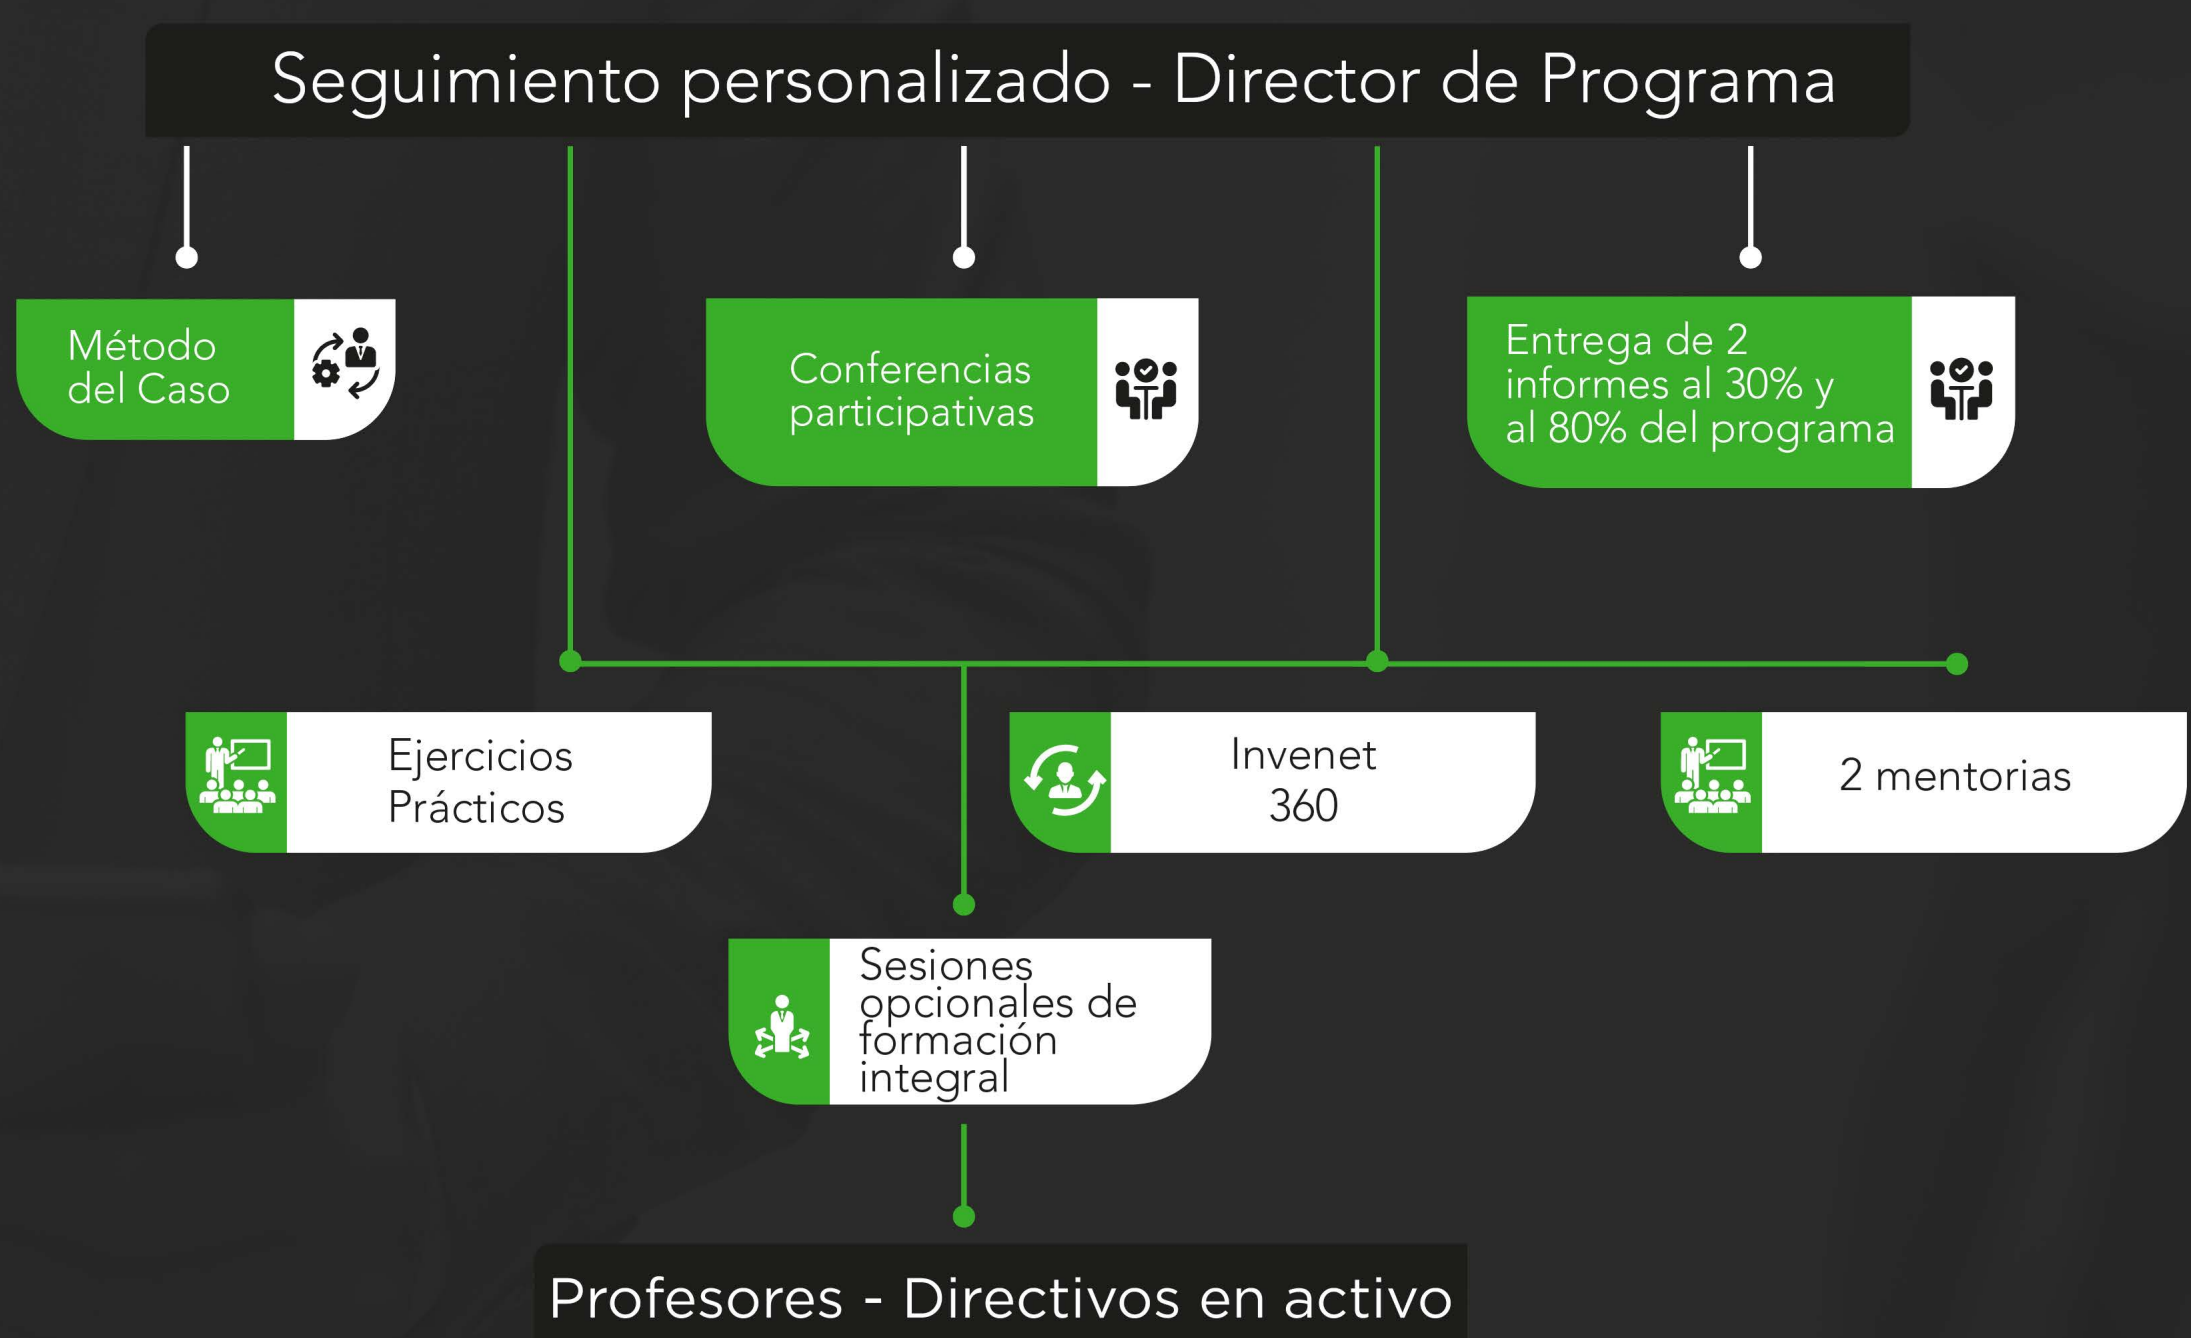 Seguimiento personalizado - Director de Programa
Método
del Caso
Conferencias
participativas
Entrega de 2
informes al 30% y
al 80% del programa
Ejercicios
Prácticos
Invenet
360
2 mentorias
Sesiones
opcionales de
formación
integral
Profesores - Directivos en activo